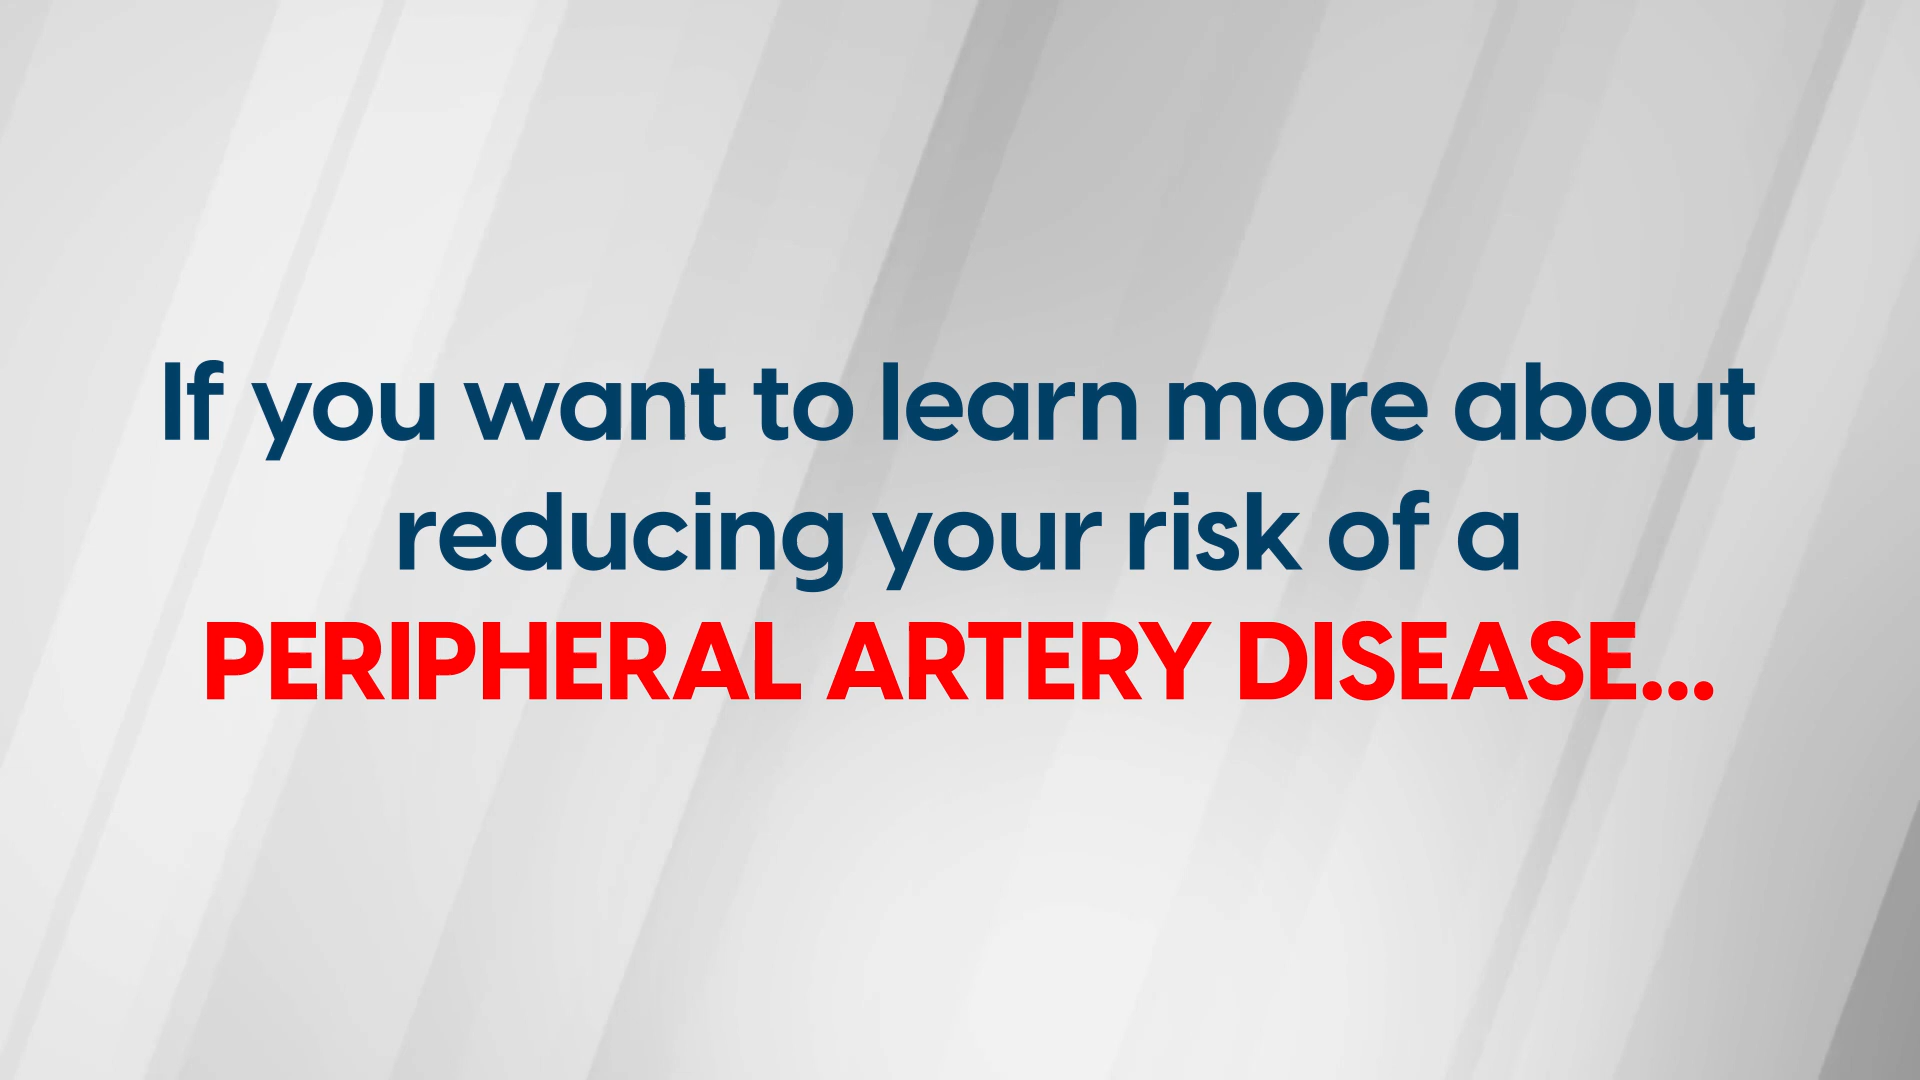 If you want to learn more about
reducing your risk of a
PERIPHERAL ARTERY DISEASE...